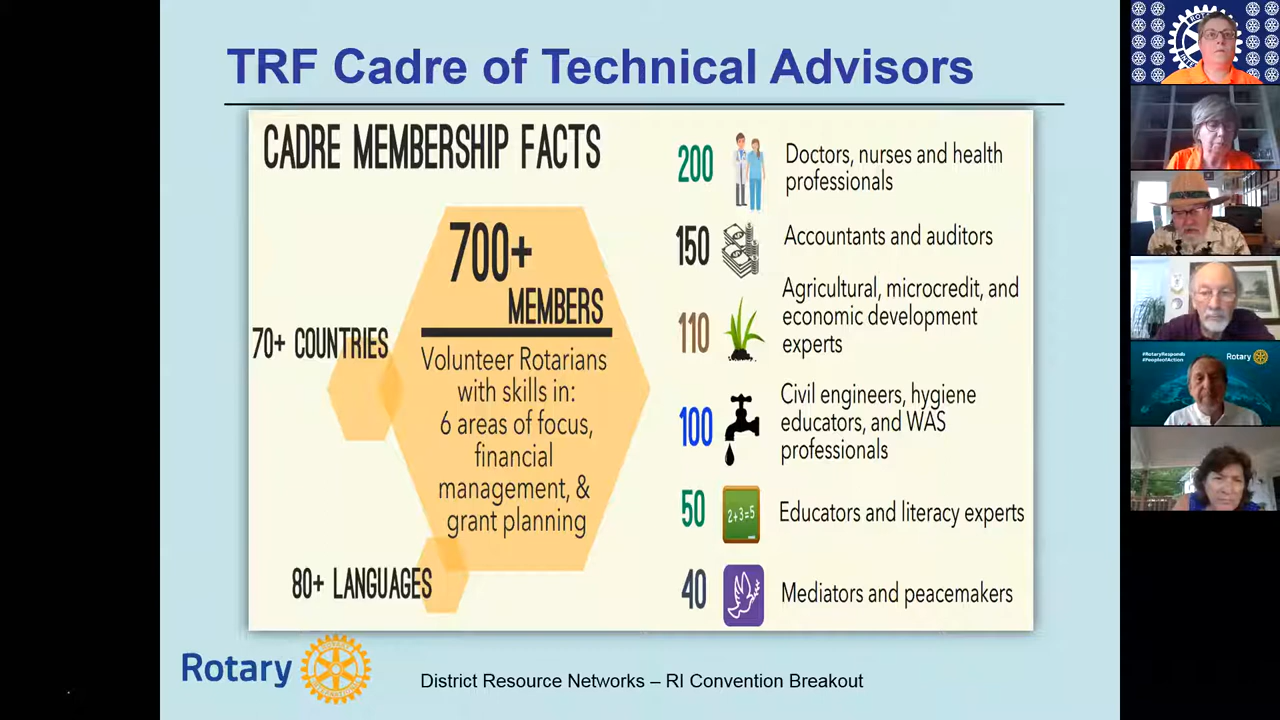 TRF Cadre of Technical Advisors
CADRE MEMBERSHIP FACTS
700+
MEMBERS
Volunteer Rotarians
with skills in:
6 areas of focus,
financial
management, &
grant planning
70+ COUNTRIES
80+ LANGUAGES
200
Doctors, nurses and health
professionals
150
Accountants and auditors
110
Agricultural, microcredit, and
economic development
experts
100
Civil engineers, hygiene
educators, and WAS
professionals
50
2+3=5
Educators and literacy experts
40
Mediators and peacemakers
Rotary
District Resource Networks – RI Convention Breakout
#RotaryResponds
#PeopleofAction
Rotary